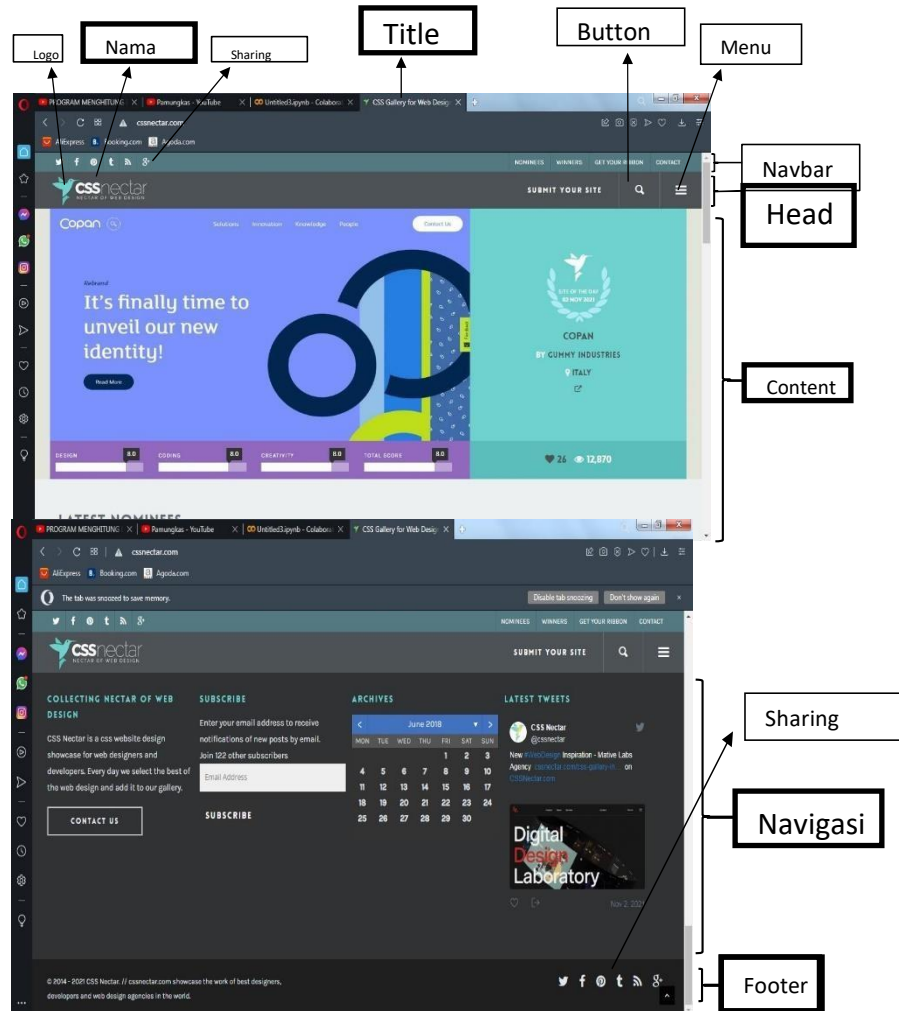 Title
Button
Nama
Menu
Logo
Sharing
PROGRAM MENGHITUNG
Pamungkas - YouTube
Untitled3.ipynb - Colabora
CSS Gallery for Web Desig
cssnectar.com
AliExpress Booking.com Agoda.com
NOMINEES WINNERS GET YOUR RIBBON CONTACT
Navbar
CSSnectar
NECTAR OF WEB DESIGN
SUBMIT YOUR SITE
Head
Copan
Solutions Innovation Knowledge People
Contact Us
Rebrand
It's finally time to
unveil our new
identity!
Read More
SITE OF THE DAY
02 NOV 2021
COPAN
BY GUMMY INDUSTRIES
ITALY
Content
DESIGN 8.0 CODING 8.0 CREATIVITY 8.0 TOTAL SCORE 8.0
26 12,870
LATEST NOMINEES
PROGRAM MENGHITUNG
Pamungkas - YouTube
Untitled3.ipynb - Colabora
CSS Gallery for Web Desig
cssnectar.com
AliExpress Booking.com Agoda.com
The tab was snoozed to save memory. Disable tab snoozing Don't show again
NOMINEES WINNERS GET YOUR RIBBON CONTACT
CSSnectar
NECTAR OF WEB DESIGN
SUBMIT YOUR SITE
COLLECTING NECTAR OF WEB
DESIGN
CSS Nectar is a css website design
showcase for web designers and
developers. Every day we select the best of
the web design and add it to our gallery.
CONTACT US
SUBSCRIBE
Enter your email address to receive
notifications of new posts by email.
Join 122 other subscribers
Email Address
SUBSCRIBE
ARCHIVES
June 2018
MON TUE WED THU FRI SAT SUN
1 2 3
4 5 6 7 8 9 10
11 12 13 14 15 16 17
18 19 20 21 22 23 24
25 26 27 28 29 30
LATEST TWEETS
CSS Nectar
@cssnectar
New #WebDesign Inspiration - Mative Labs
Agency cssnectar.com/css-gallery-n… on
CSSNectar.com
Digital
Design
Laboratory
Nov 2, 2021
Sharing
Navigasi
© 2014 - 2021 CSS Nectar. // cssnectar.com showcase the work of best designers,
developers and web design agencies in the world.
Footer